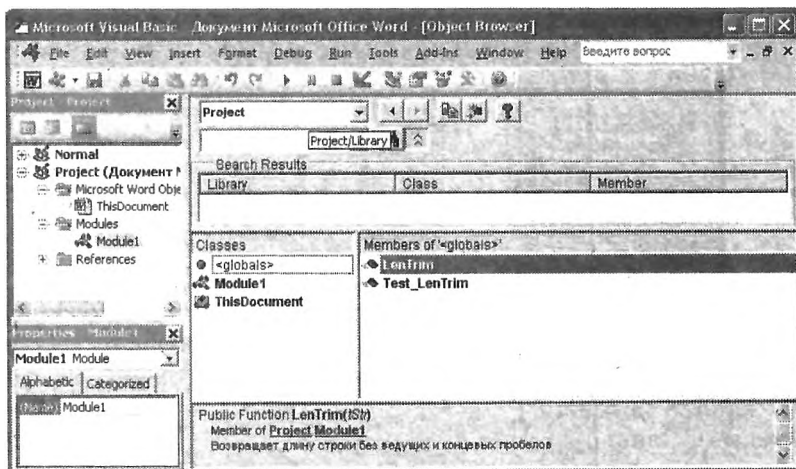 Microsoft Visual Basic - Документ Microsoft Office Word - [Object Browser]
File Edit View Insert Format Debug Run Tools Add-Ins Window Help Введите вопрос
Project - Project
Project
Project/Library
Normal
Project (Документ
Microsoft Word Obje
ThisDocument
Modules
Module1
References
Search Results
Library Class Member
Classes
<globals>
Module1
ThisDocument
Members of '<globals>'
LenTrim
Test_LenTrim
Properties - Module1
Module1 Module
Alphabetic Categorized
(Name) Module1
Public Function LenTrim(tStr)
Member of Project.Module1
Возвращает длину строки без ведущих и концевых пробелов